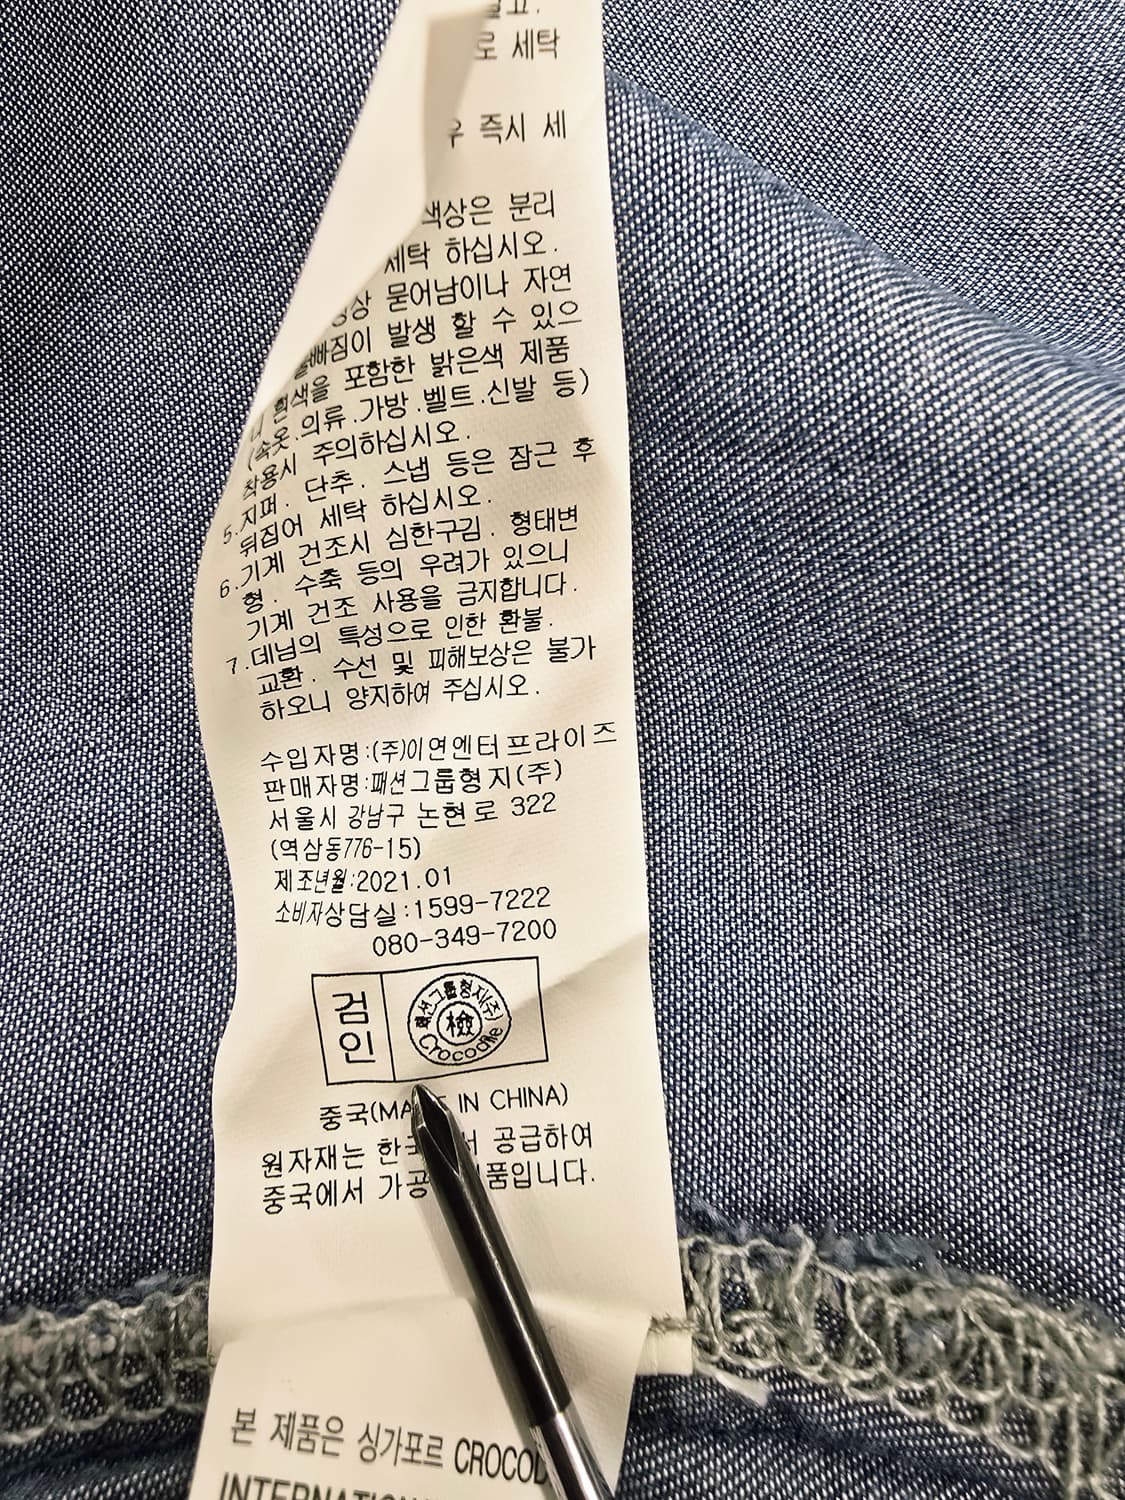 로 세탁
즉시 세
색상은 분리
세탁 하십시오.
묻어남이나 자연
빠짐이 발생 할 수 있으
니 흰색을 포함한 밝은색 제품
(속옷.의류.가방.벨트.신발 등)
착용시 주의하십시오.
5.지퍼. 단추. 스냅 등은 잠근 후
뒤집어 세탁 하십시오.
6.기계 건조시 심한구김. 형태변
형. 수축 등의 우려가 있으니
기계 건조 사용을 금지합니다.
7.데님의 특성으로 인한 환불.
교환. 수선 및 피해보상은 불가
하오니 양지하여 주십시오.
수입자명:(주)이연엔터프라이즈
판매자명:패션그룹형지(주)
서울시 강남구 논현로 322
(역삼동776-15)
제조년월:2021.01
소비자상담실:1599-7222
080-349-7200
검인
패션그룹형지(주)
檢
Crocodile
중국(MADE IN CHINA)
원자재는 한국에서 공급하여
중국에서 가공 품입니다.
본 제품은 싱가포르 CROCOD
INTERNATION